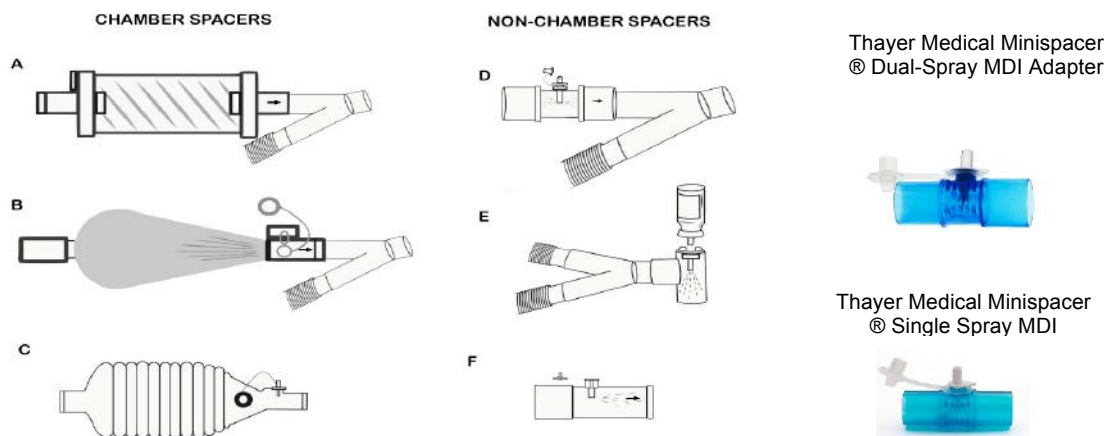 CHAMBER SPACERS
A
B
C
NON-CHAMBER SPACERS
D
E
F
Thayer Medical Minispacer
® Dual-Spray MDI Adapter
Thayer Medical Minispacer
® Single Spray MDI